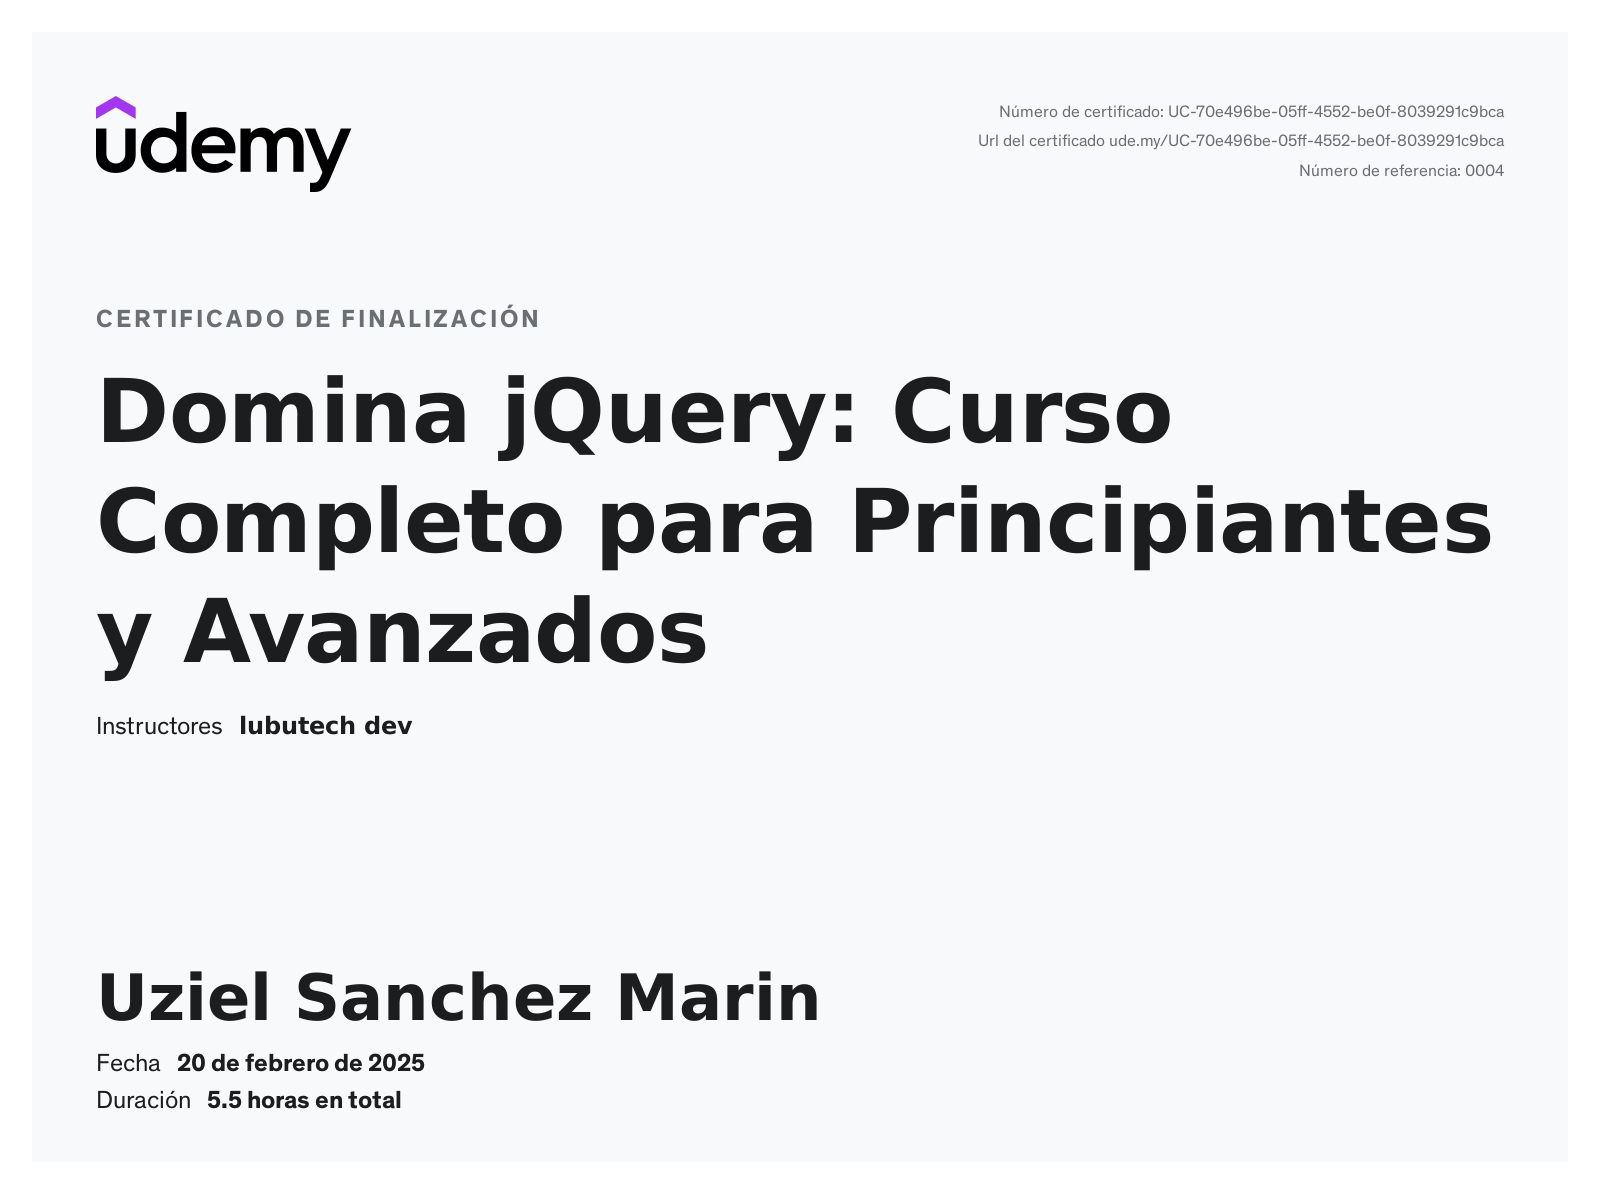 udemy
Número de certificado: UC-70e496be-05ff-4552-be0f-8039291c9bca
Url del certificado ude.my/UC-70e496be-05ff-4552-be0f-8039291c9bca
Número de referencia: 0004
CERTIFICADO DE FINALIZACIÓN
Domina jQuery: Curso
Completo para Principiantes
y Avanzados
Instructores lubutech dev
Uziel Sanchez Marin
Fecha 20 de febrero de 2025
Duración 5.5 horas en total